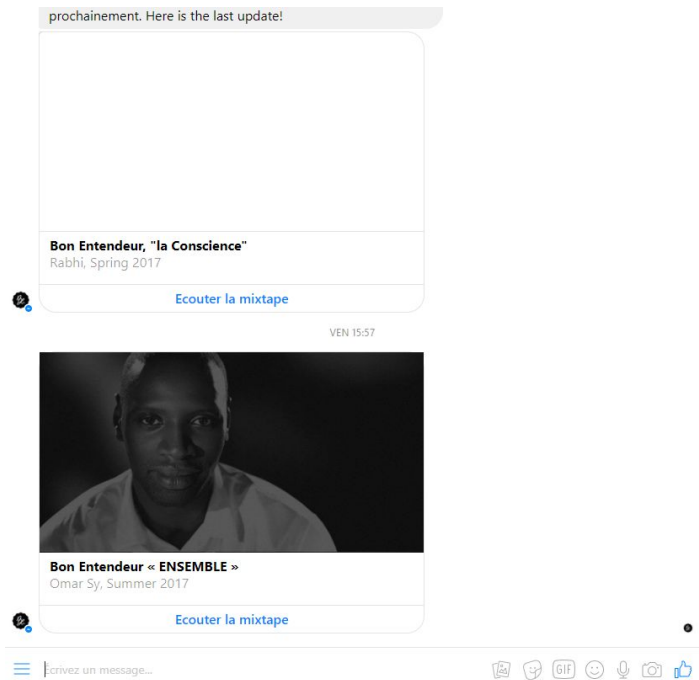 prochainement. Here is the last update!
Bon Entendeur, "la Conscience"
Rabhi, Spring 2017
Ecouter la mixtape
VEN 15:57
Bon Entendeur « ENSEMBLE »
Omar Sy, Summer 2017
Ecouter la mixtape
Écrivez un message...
GIF